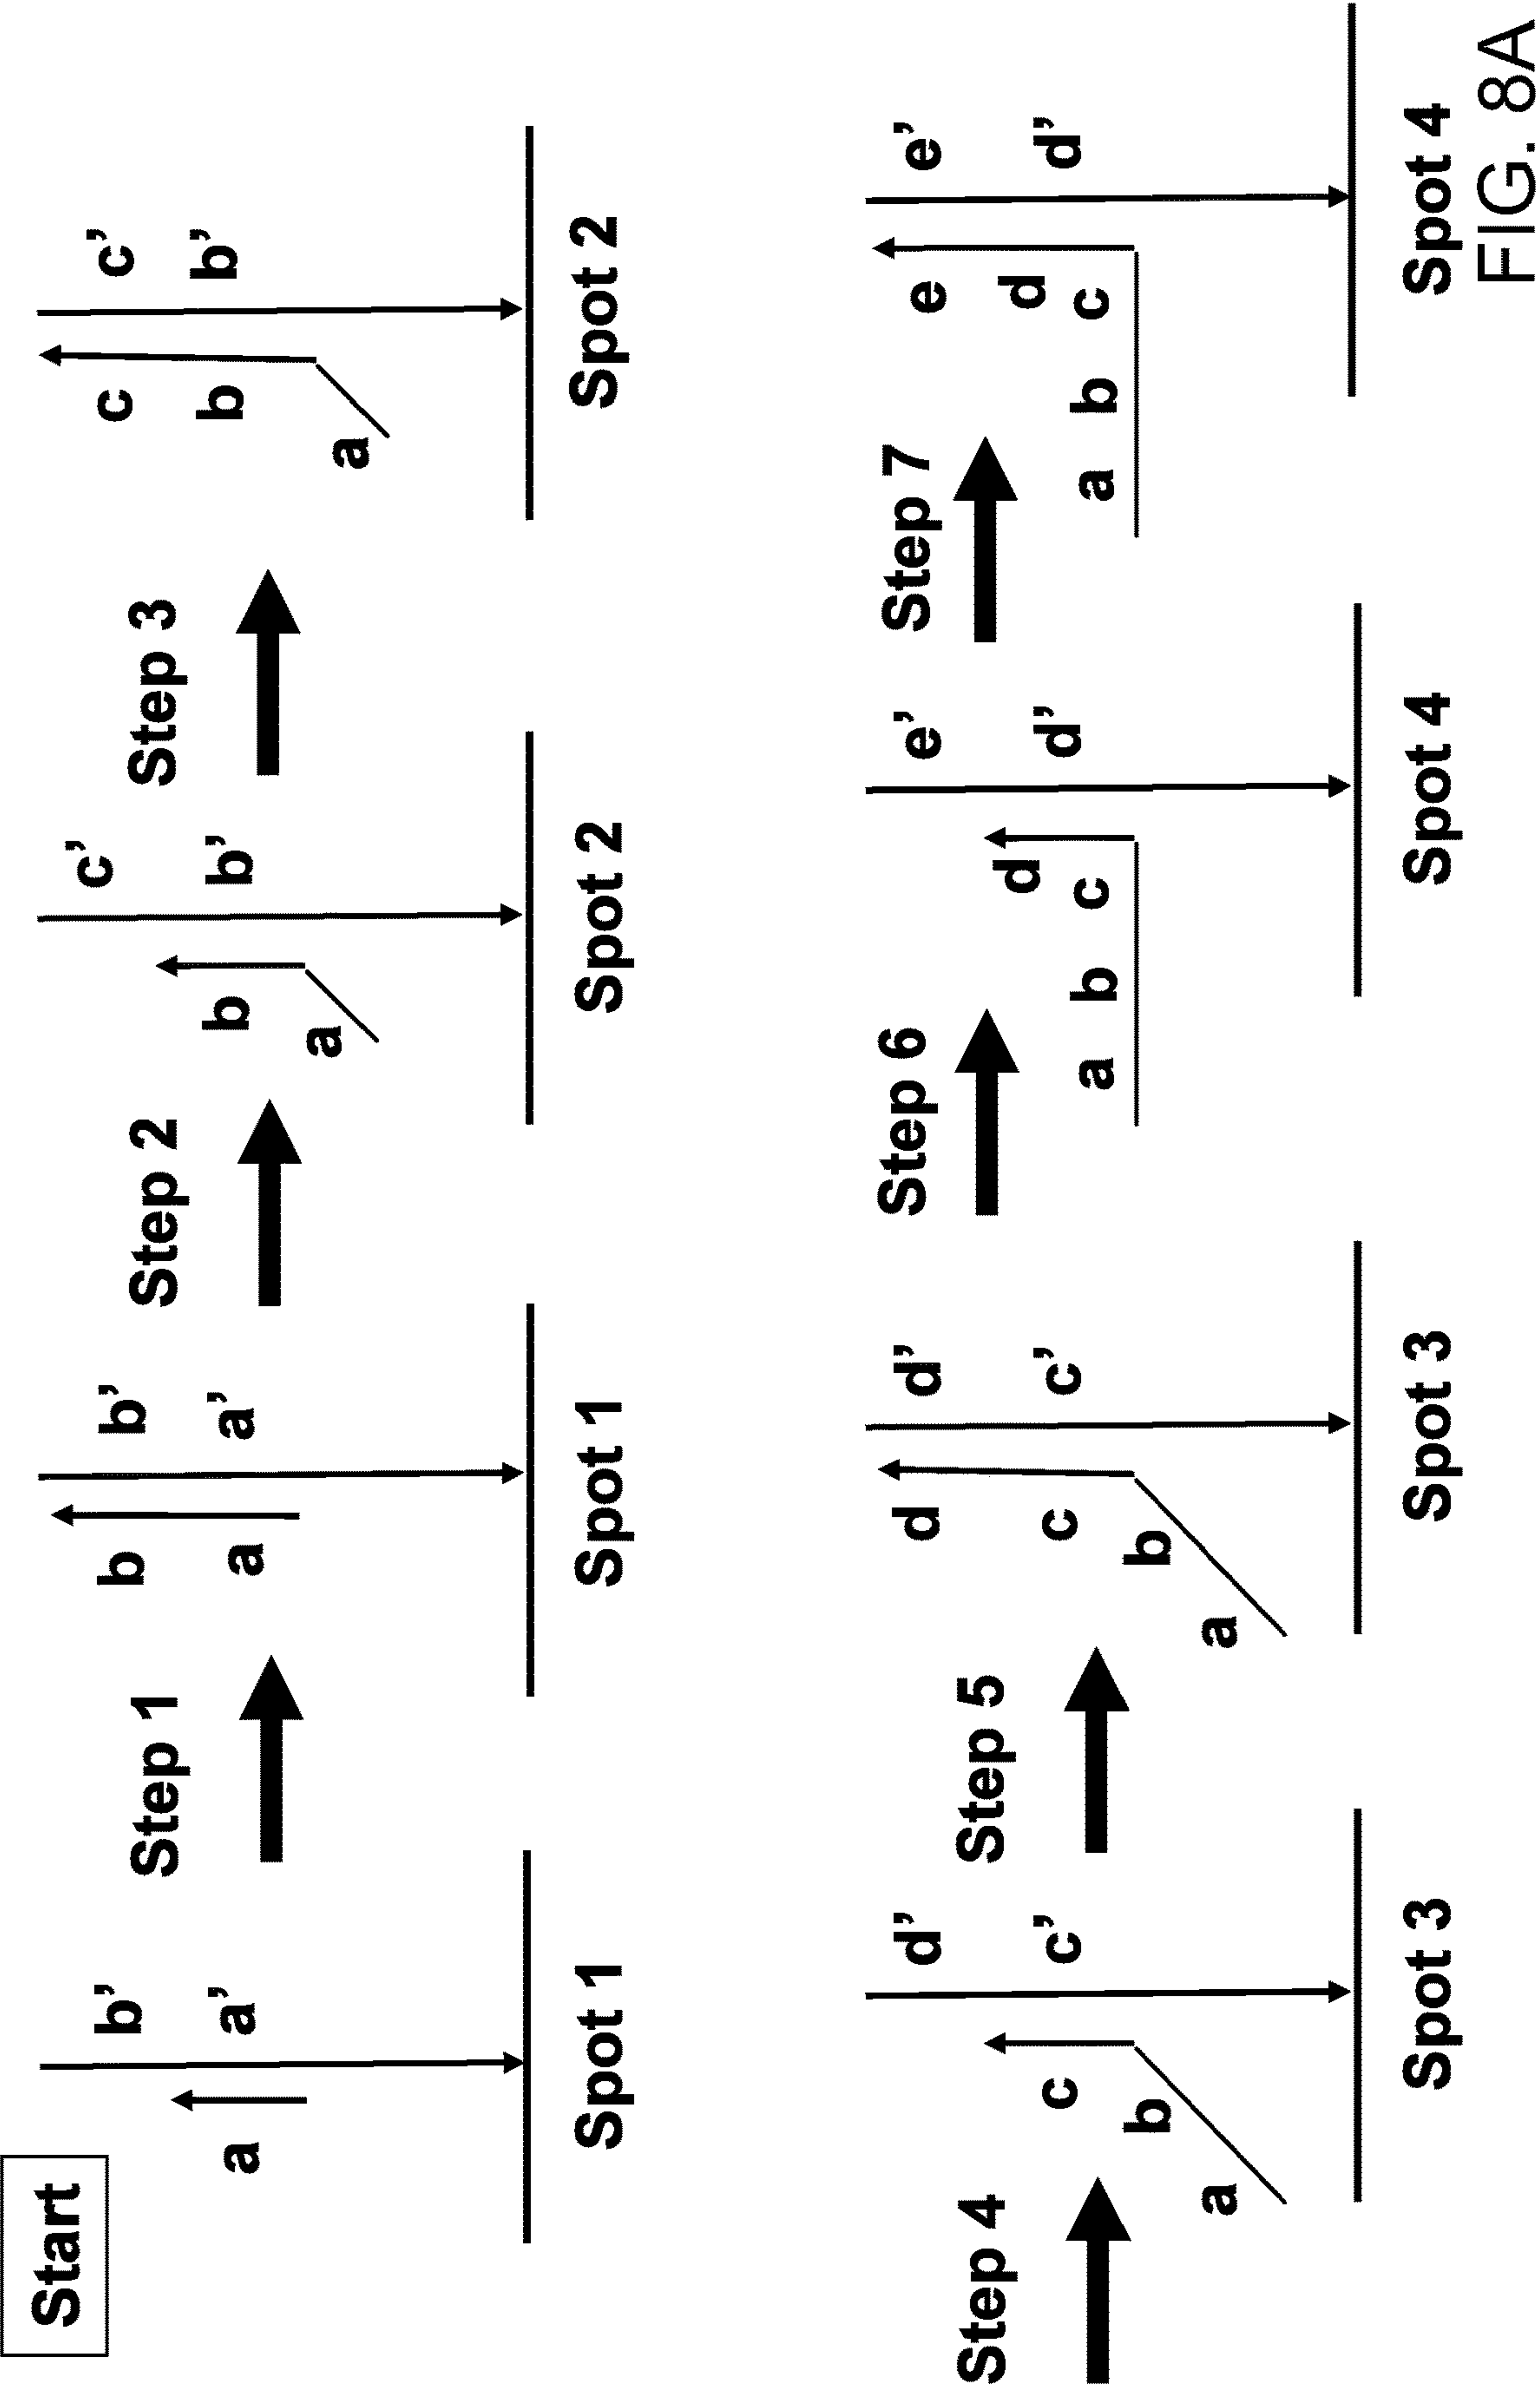 Start
b’
a a’
Spot 1
Step 1
b b’
a a’
Spot 1
Step 2
c’
b b’
a
Spot 2
Step 3
c c’
b b’
a
Spot 2
Step 4
d’
c c’
b
a
Spot 3
Step 5
d d’
c c’
b
a
Spot 3
Step 6
e’
d d’
a b c
Spot 4
Step 7
e e’
d d’
a b c
Spot 4
FIG. 8A